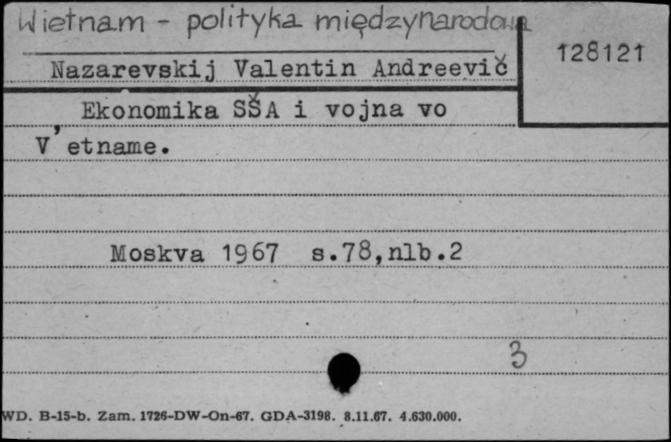 Wietnam - polityka międzynarodowa
128121
Nazarevskij Valentin Andreevič
Ekonomika SŠA i vojna vo
V'etname.
Moskva 1967 s.78,nlb.2
3
WD. B-15-b. Zam. 1726-DW-On-67. GDA-3198. 8.11.67. 4.630.000.